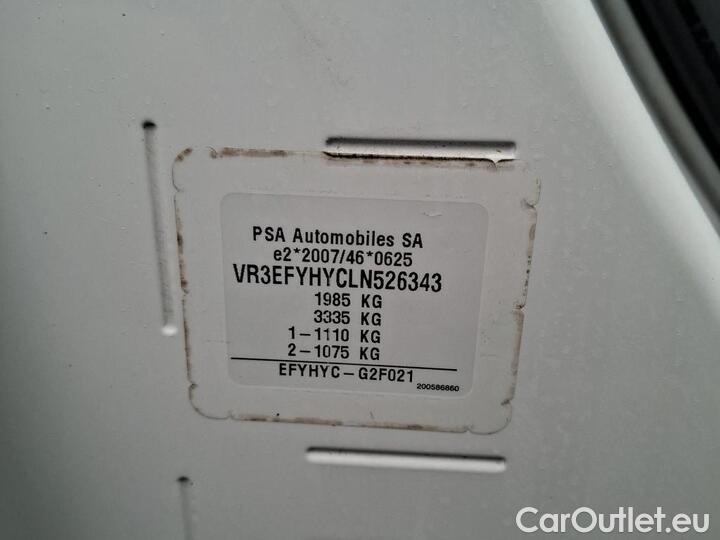 PSA Automobiles SA
e2*2007/46*0625
VR3EFYHYCLN526343
1985 KG
3335 KG
1-1110 KG
2-1075 KG
EFYHYC-G2F021
200586860
CarOutlet.eu